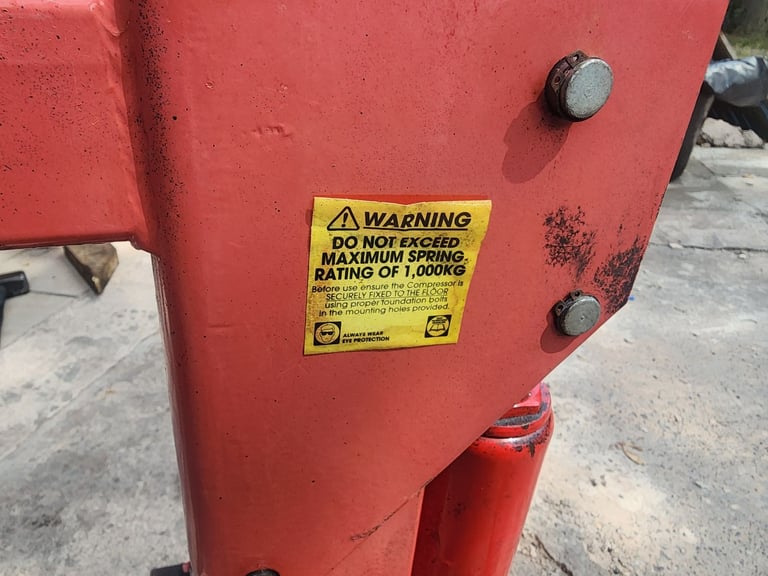 WARNING
DO NOT EXCEED
MAXIMUM SPRING
RATING OF 1,000KG
Before use ensure the Compressor is
SECURELY FIXED TO THE FLOOR
using proper foundation bolts
in the mounting holes provided.
ALWAYS WEAR
EYE PROTECTION